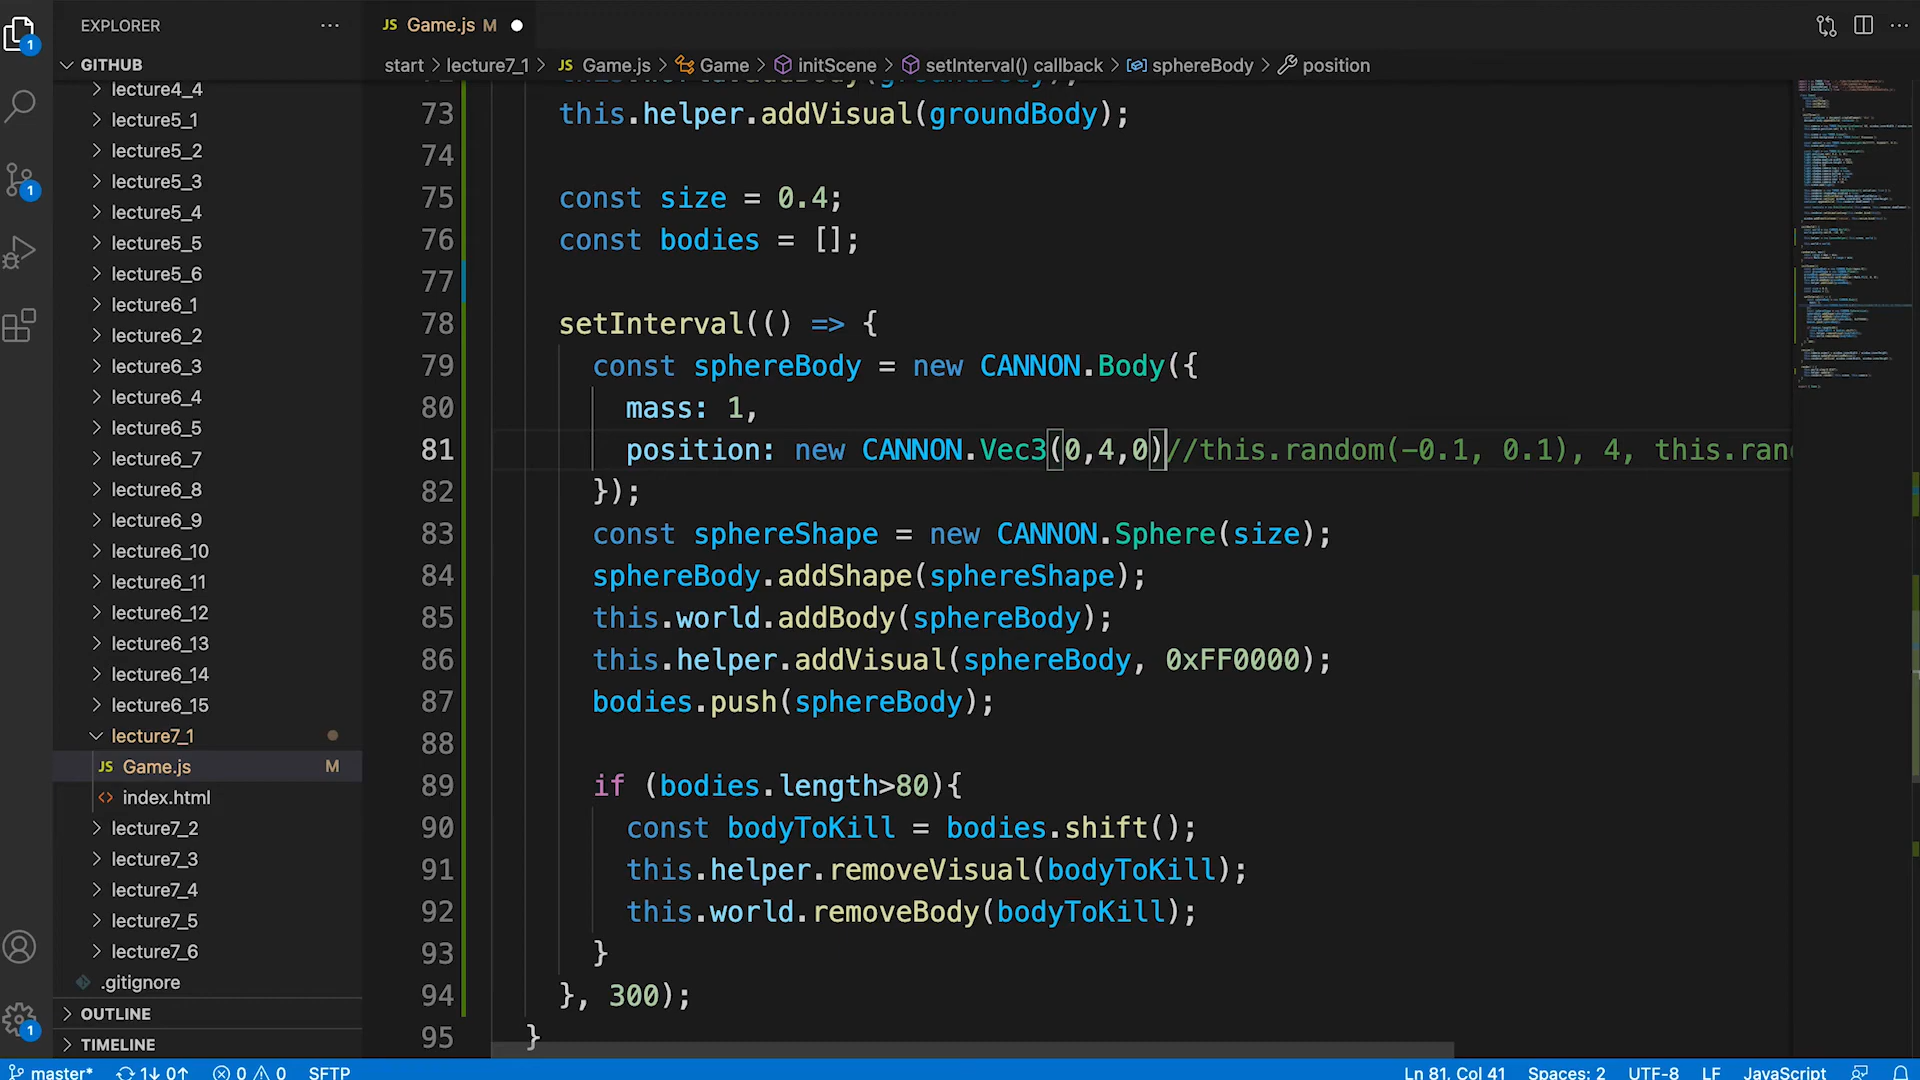 EXPLORER
JS Game.js M
GITHUB
start > lecture7_1 > JS Game.js > Game > initScene > setInterval() callback > sphereBody > position
lecture4_4
lecture5_1
lecture5_2
lecture5_3
lecture5_4
lecture5_5
lecture5_6
lecture6_1
lecture6_2
lecture6_3
lecture6_4
lecture6_5
lecture6_6
lecture6_7
lecture6_8
lecture6_9
lecture6_10
lecture6_11
lecture6_12
lecture6_13
lecture6_14
lecture6_15
lecture7_1
JS Game.js M
<> index.html
lecture7_2
lecture7_3
lecture7_4
lecture7_5
lecture7_6
.gitignore
OUTLINE
TIMELINE
73 this.helper.addVisual(groundBody);
74
75 const size = 0.4;
76 const bodies = [];
77
78 setInterval(() => {
79 const sphereBody = new CANNON.Body({
80 mass: 1,
81 position: new CANNON.Vec3(0,4,0)//this.random(-0.1, 0.1), 4, this.ran
82 });
83 const sphereShape = new CANNON.Sphere(size);
84 sphereBody.addShape(sphereShape);
85 this.world.addBody(sphereBody);
86 this.helper.addVisual(sphereBody, 0xFF0000);
87 bodies.push(sphereBody);
88
89 if (bodies.length>80){
90 const bodyToKill = bodies.shift();
91 this.helper.removeVisual(bodyToKill);
92 this.world.removeBody(bodyToKill);
93 }
94 }, 300);
95 }
1
1
1
master* 1↓ 0↑ 0 0 SFTP
Ln 81, Col 41 Spaces: 2 UTF-8 LF JavaScript